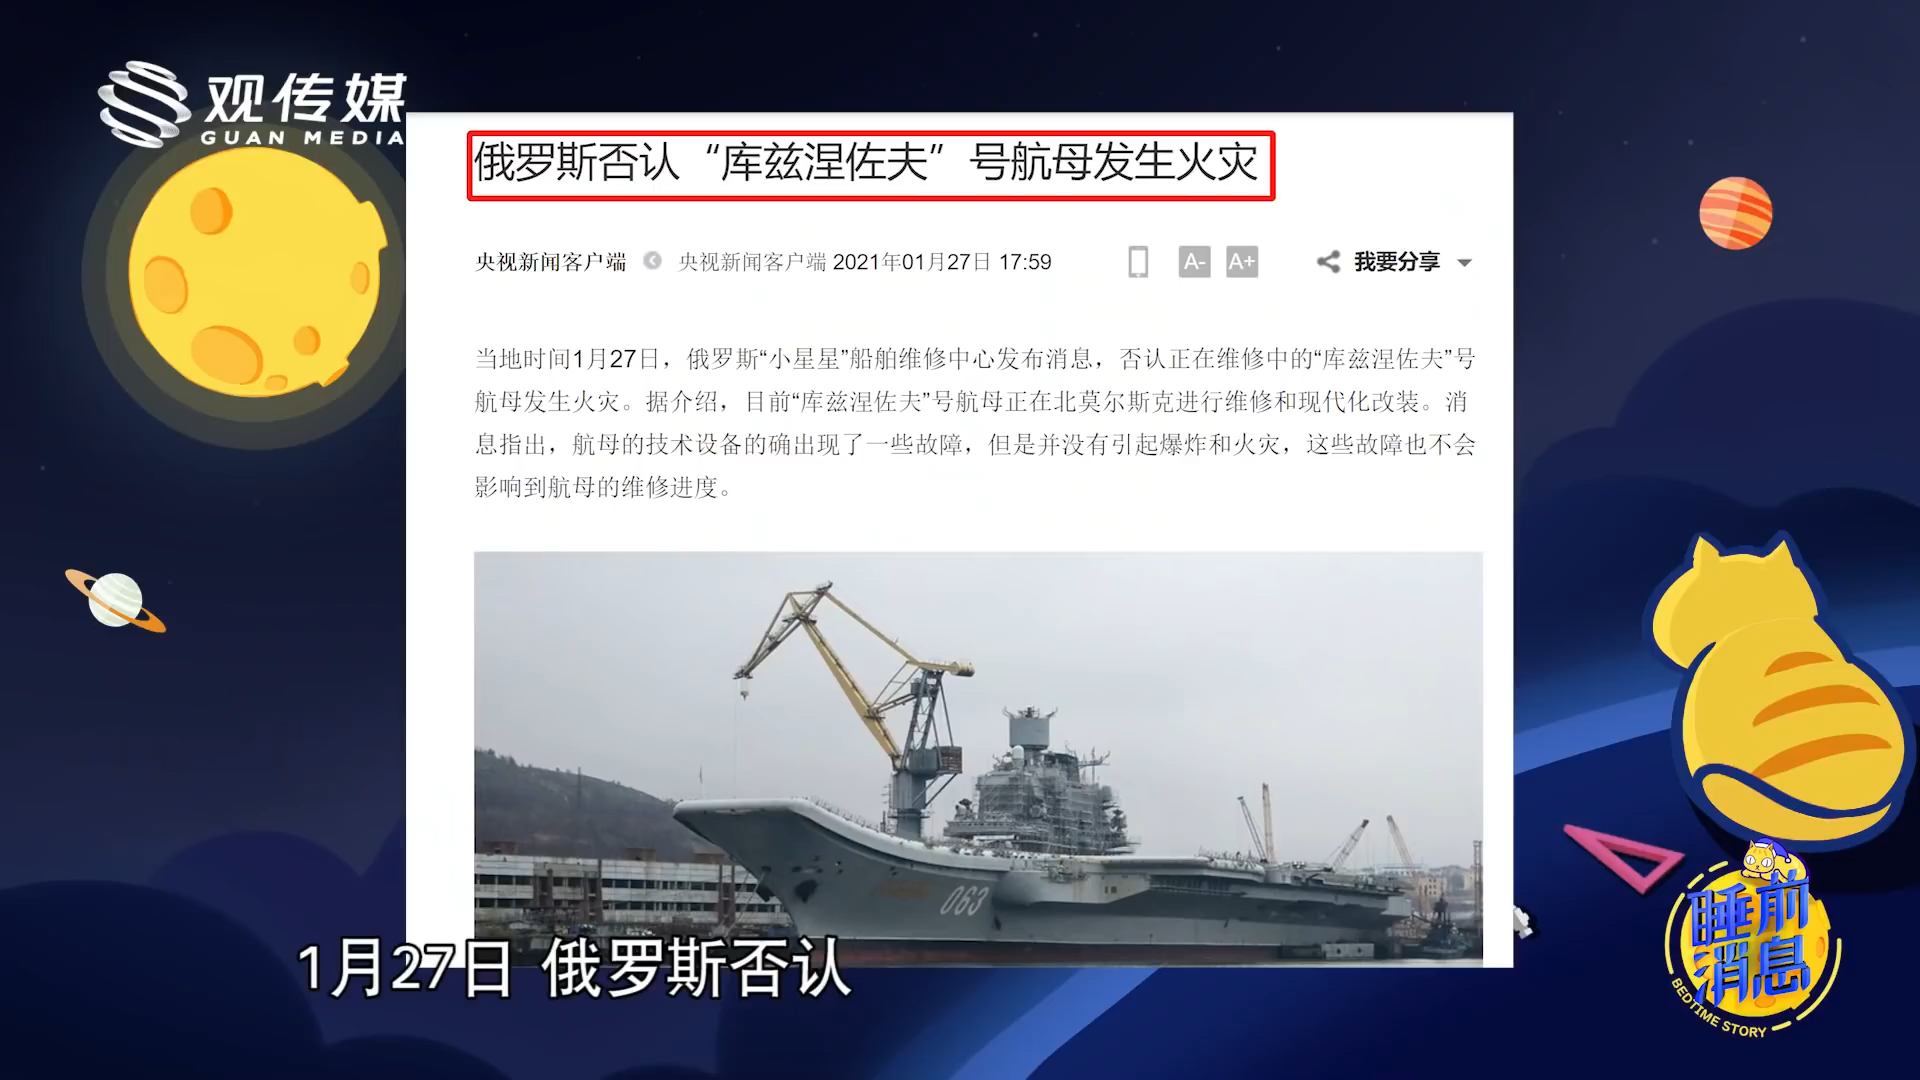 观传媒
GUAN MEDIA
俄罗斯否认“库兹涅佐夫”号航母发生火灾
央视新闻客户端 央视新闻客户端 2021年01月27日 17:59 A- A+ 我要分享
当地时间1月27日，俄罗斯“小星星”船舶维修中心发布消息，否认正在维修中的“库兹涅佐夫”号
航母发生火灾。据介绍，目前“库兹涅佐夫”号航母正在北莫尔斯克进行维修和现代化改装。消
息指出，航母的技术设备的确出现了一些故障，但是并没有引起爆炸和火灾，这些故障也不会
影响到航母的维修进度。
063
1月27日 俄罗斯否认
睡前
消息
BEDTIME STORY